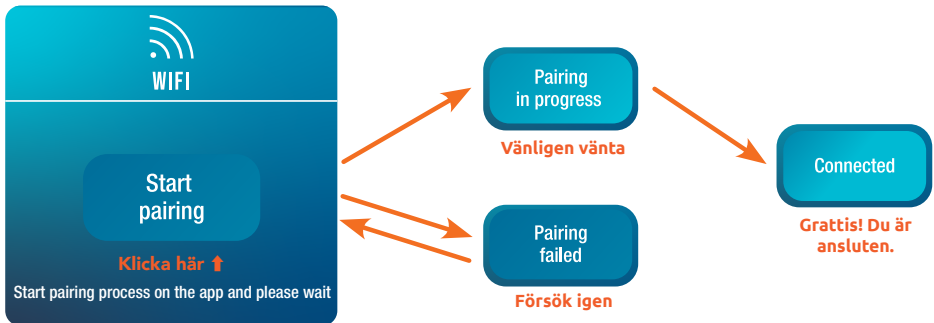 WIFI
Start
pairing
Klicka här ⬆
Start pairing process on the app and please wait
Pairing
in progress
Vänligen vänta
Pairing
failed
Försök igen
Connected
Grattis! Du är
ansluten.